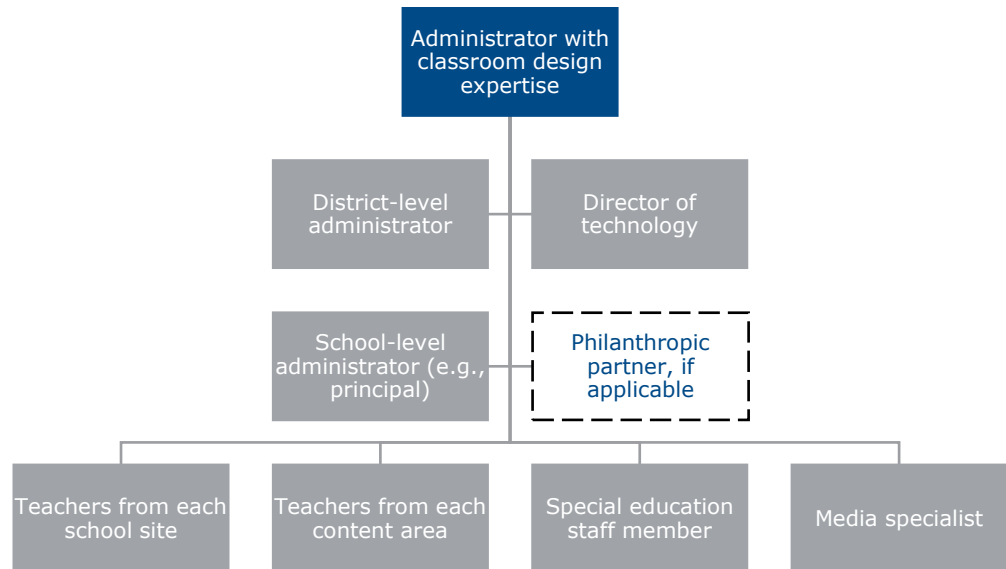 Administrator with
classroom design
expertise
District-level
administrator
Director of
technology
School-level
administrator (e.g.,
principal)
Philanthropic
partner, if
applicable
Teachers from each
school site
Teachers from each
content area
Special education
staff member
Media specialist